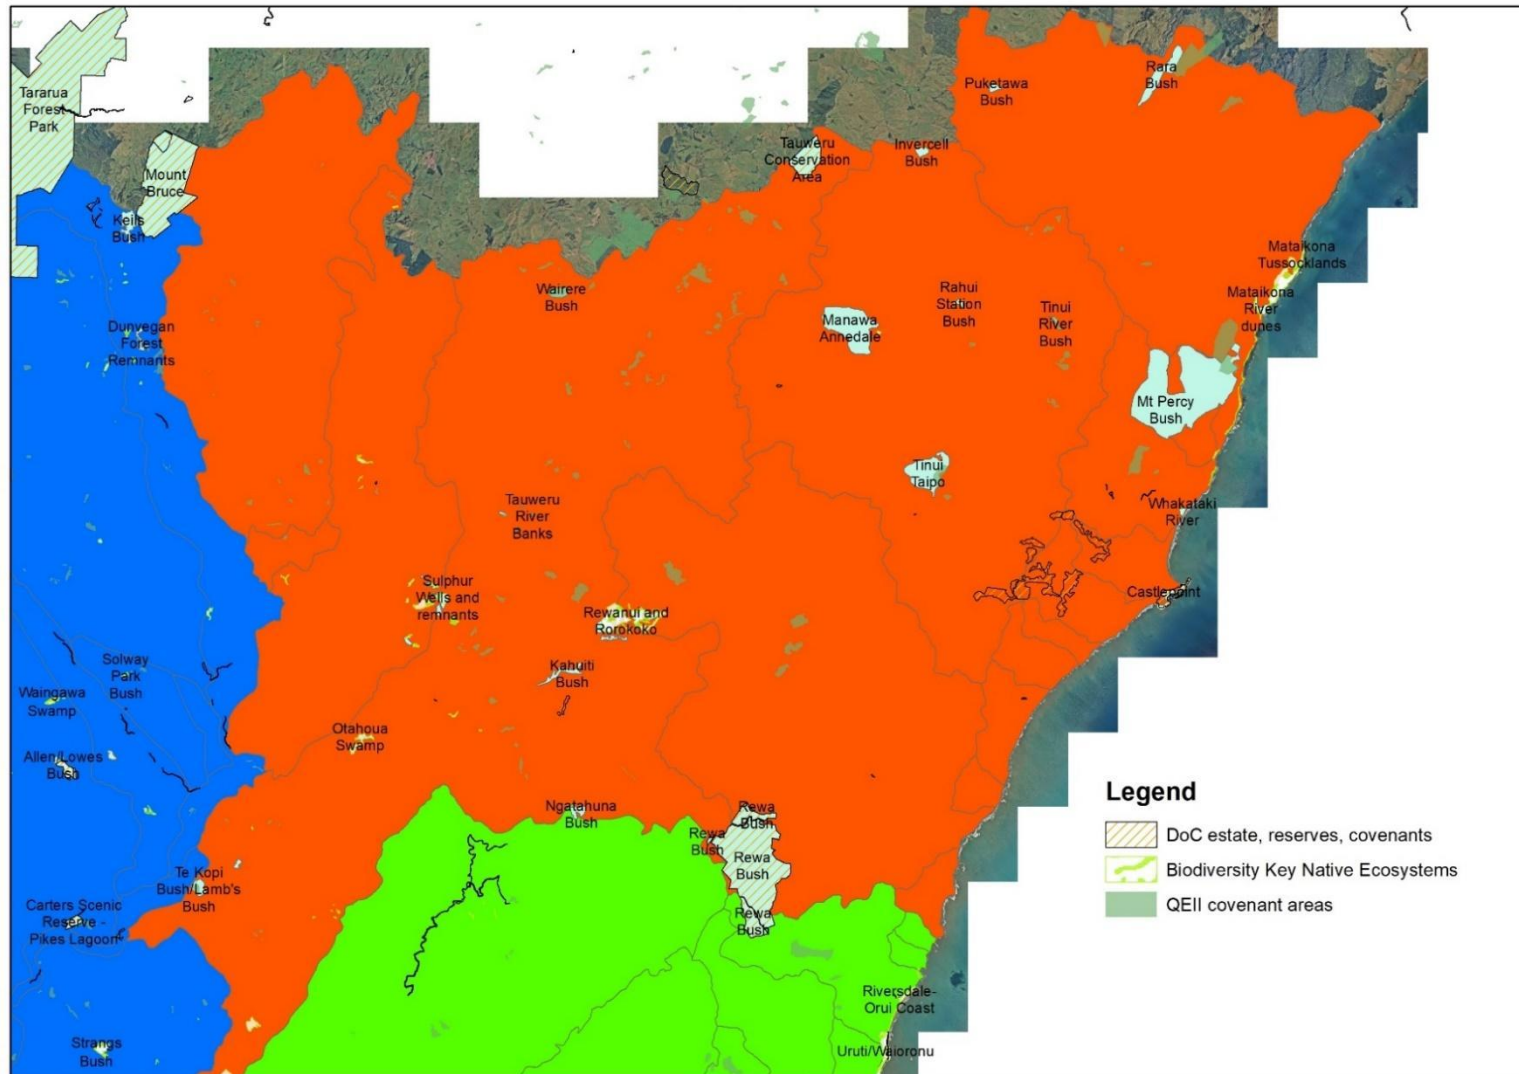 Tararua
Forest
Park
Mount
Bruce
Keils
Bush
Dunvegan
Forest
Remnants
Puketawa
Bush
Rara
Bush
Tauweru
Conservation
Area
Invercell
Bush
Wairere
Bush
Manawa
Annedale
Rahui
Station
Bush
Tinui
River
Bush
Mataikona
Tussocklands
Mataikona
River
dunes
Mt Percy
Bush
Tinui
Taipo
Whakataki
River
Castlepoint
Tauweru
River
Banks
Sulphur
Wells and
remnants
Rewanui and
Rorokoko
Kahuiti
Bush
Otahoua
Swamp
Solway
Park
Bush
Waingawa
Swamp
Allen/Lowes
Bush
Ngatahuna
Bush
Rewa
Bush
Rewa
Bush
Rewa
Bush
Rewa
Bush
Te Kopi
Bush/Lamb's
Bush
Carters Scenic
Reserve -
Pikes Lagoon
Strangs
Bush
Riversdale-
Orui Coast
Uruti/Waioronu
Legend
DoC estate, reserves, covenants
Biodiversity Key Native Ecosystems
QEII covenant areas